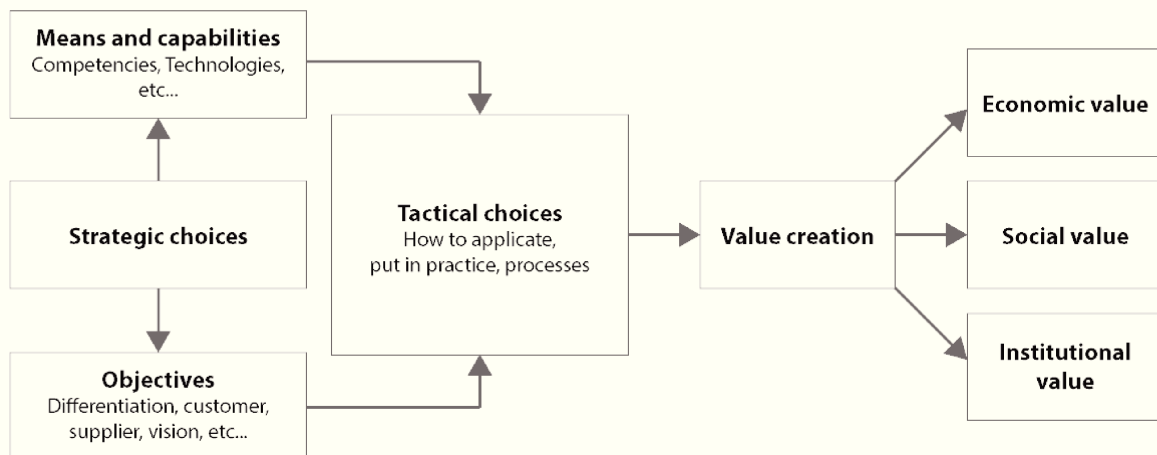 Means and capabilities
Competencies, Technologies,
etc...
Strategic choices
Objectives
Differentiation, customer,
supplier, vision, etc...
Tactical choices
How to applicate,
put in practice, processes
Value creation
Economic value
Social value
Institutional
value